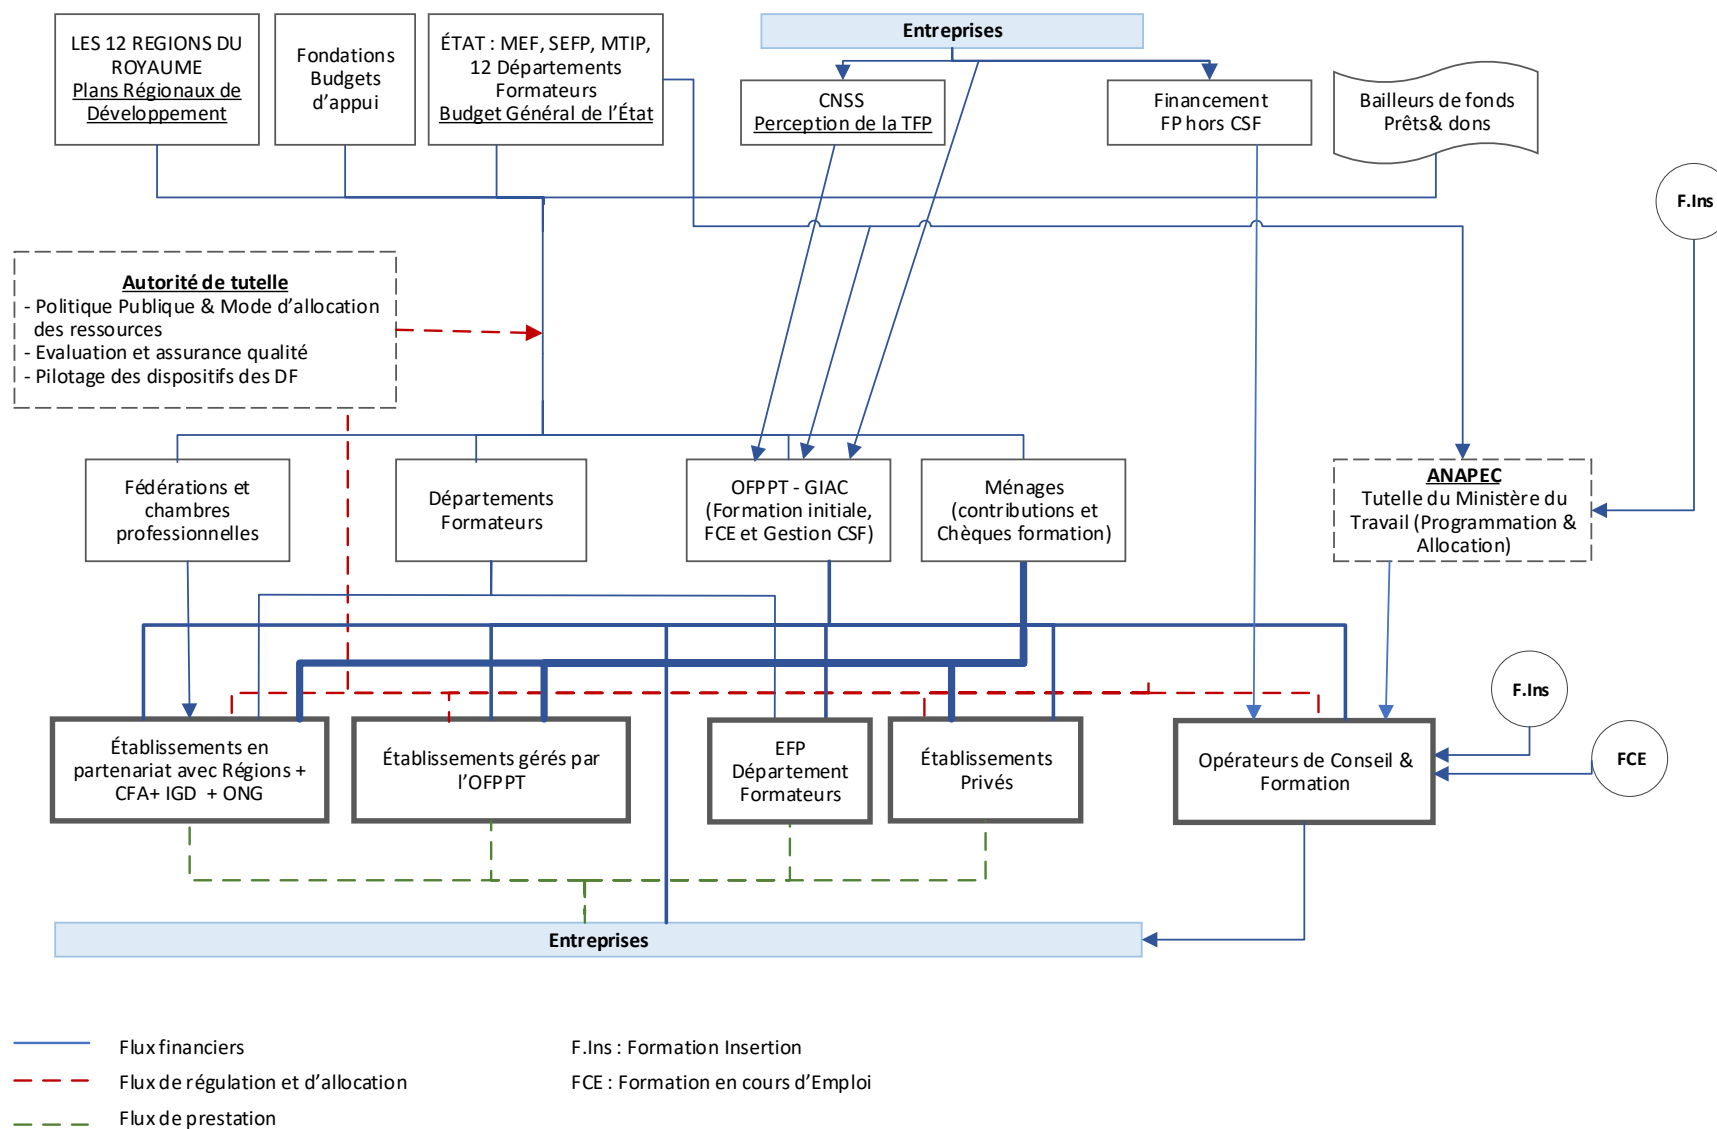 LES 12 REGIONS DU
ROYAUME
Plans Régionaux de
Développement
Fondations
Budgets
d’appui
ÉTAT : MEF, SEFP, MTIP,
12 Départements
Formateurs
Budget Général de l’État
Entreprises
CNSS
Perception de la TFP
Financement
FP hors CSF
Bailleurs de fonds
Prêts& dons
F.Ins
Autorité de tutelle
- Politique Publique & Mode d’allocation
des ressources
- Evaluation et assurance qualité
- Pilotage des dispositifs des DF
Fédérations et
chambres
professionnelles
Départements
Formateurs
OFPPT - GIAC
(Formation initiale,
FCE et Gestion CSF)
Ménages
(contributions et
Chèques formation)
ANAPEC
Tutelle du Ministère du
Travail (Programmation &
Allocation)
F.Ins
FCE
Établissements en
partenariat avec Régions +
CFA+ IGD + ONG
Établissements gérés par
l’OFPPT
EFP
Département
Formateurs
Établissements
Privés
Opérateurs de Conseil &
Formation
Entreprises
Flux financiers
F.Ins : Formation Insertion
Flux de régulation et d’allocation
FCE : Formation en cours d’Emploi
Flux de prestation